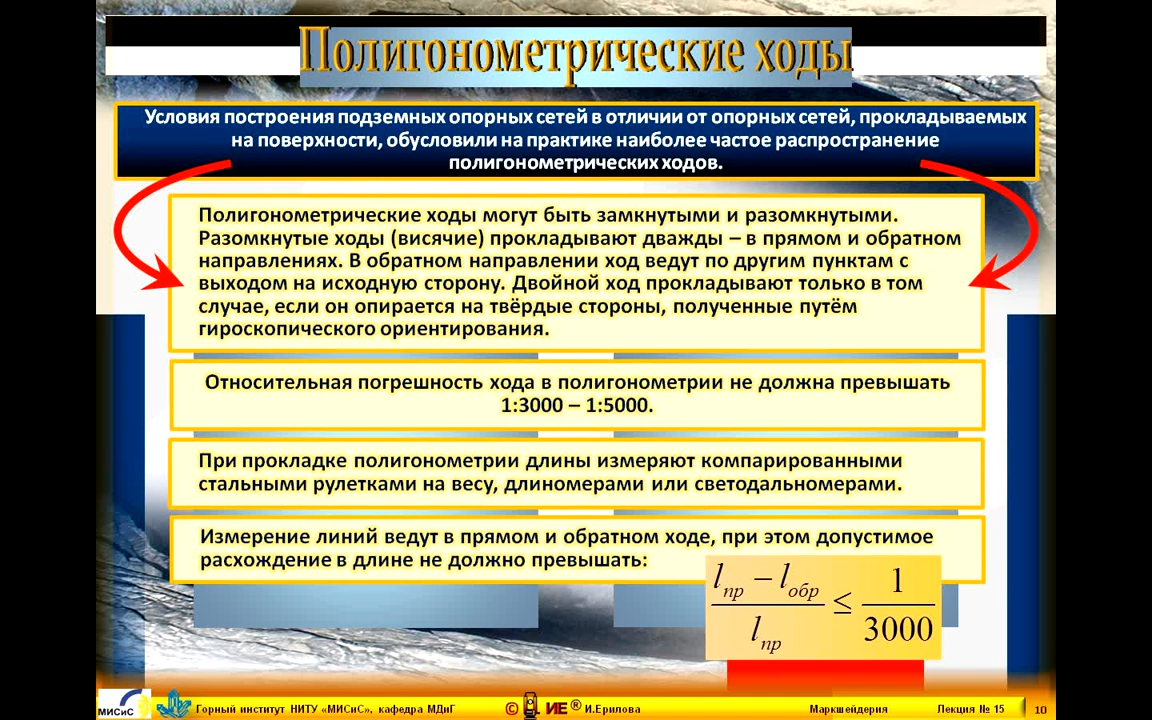 Полигонометрические ходы
Условия построения подземных опорных сетей в отличии от опорных сетей, прокладываемых
на поверхности, обусловили на практике наиболее частое распространение
полигонометрических ходов.
Полигонометрические ходы могут быть замкнутыми и разомкнутыми.
Разомкнутые ходы (висячие) прокладывают дважды – в прямом и обратном
направлениях. В обратном направлении ход ведут по другим пунктам с
выходом на исходную сторону. Двойной ход прокладывают только в том
случае, если он опирается на твёрдые стороны, полученные путём
гироскопического ориентирования.
Относительная погрешность хода в полигонометрии не должна превышать
1:3000 – 1:5000.
При прокладке полигонометрии длины измеряют компарированными
стальными рулетками на весу, длиномерами или светодальномерами.
Измерение линий ведут в прямом и обратном ходе, при этом допустимое
расхождение в длине не должно превышать:
(l_пр – l_обр) / l_пр ≤ 1/3000
МИСиС Горный институт НИТУ «МИСиС», кафедра МДиГ © ИЕ ® И.Ерилова Маркшейдерия Лекция № 15 10